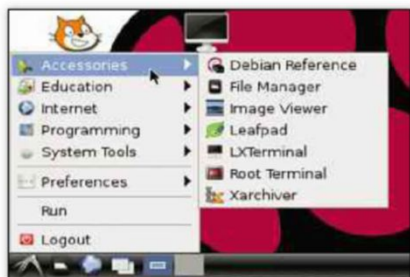 Accessories
Education
Internet
Programming
System Tools
Preferences
Run
Logout
Debian Reference
File Manager
Image Viewer
Leafpad
LXTerminal
Root Terminal
Xarchiver